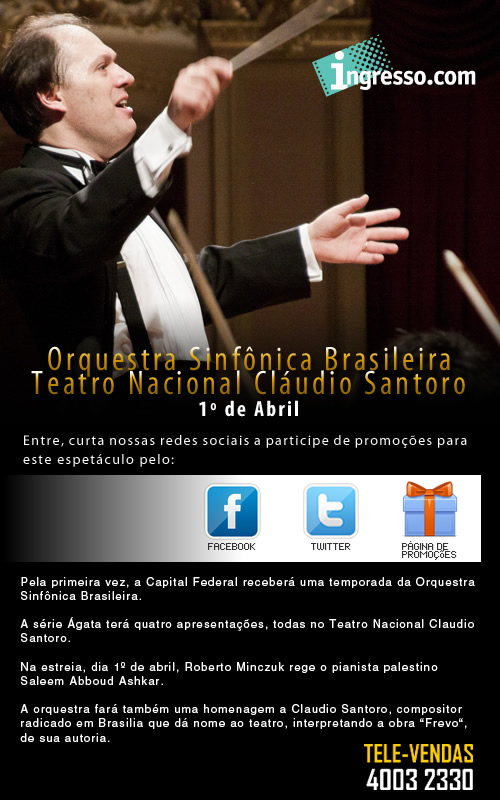 ingresso.com
Orquestra Sinfônica Brasileira
Teatro Nacional Cláudio Santoro
1º de Abril
Entre, curta nossas redes sociais a participe de promoções para
este espetáculo pelo:
FACEBOOK
TWITTER
PÁGINA DE
PROMOÇÕES
Pela primeira vez, a Capital Federal receberá uma temporada da Orquestra
Sinfônica Brasileira.
A série Ágata terá quatro apresentações, todas no Teatro Nacional Claudio
Santoro.
Na estreia, dia 1º de abril, Roberto Minczuk rege o pianista palestino
Saleem Abboud Ashkar.
A orquestra fará também uma homenagem a Claudio Santoro, compositor
radicado em Brasilia que dá nome ao teatro, interpretando a obra “Frevo“,
de sua autoria.
TELE-VENDAS
4003 2330